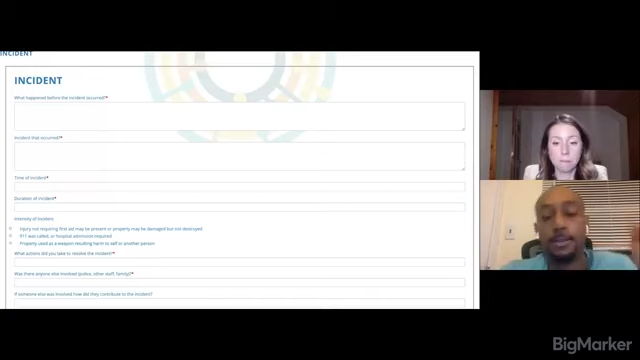 INCIDENT
INCIDENT
What happened before the incident occurred?*
Incident that occurred?*
Time of incident*
Duration of incident*
Intensity of incident
Injury not requiring first aid may be present or property may be damaged but not destroyed
911 was called, or hospital admission required
Property used as a weapon resulting harm to self or another person
What actions did you take to resolve the incident?*
Was there anyone else involved (police, other staff, family)?*
If someone else was involved how did they contribute to the incident?
BigMarker